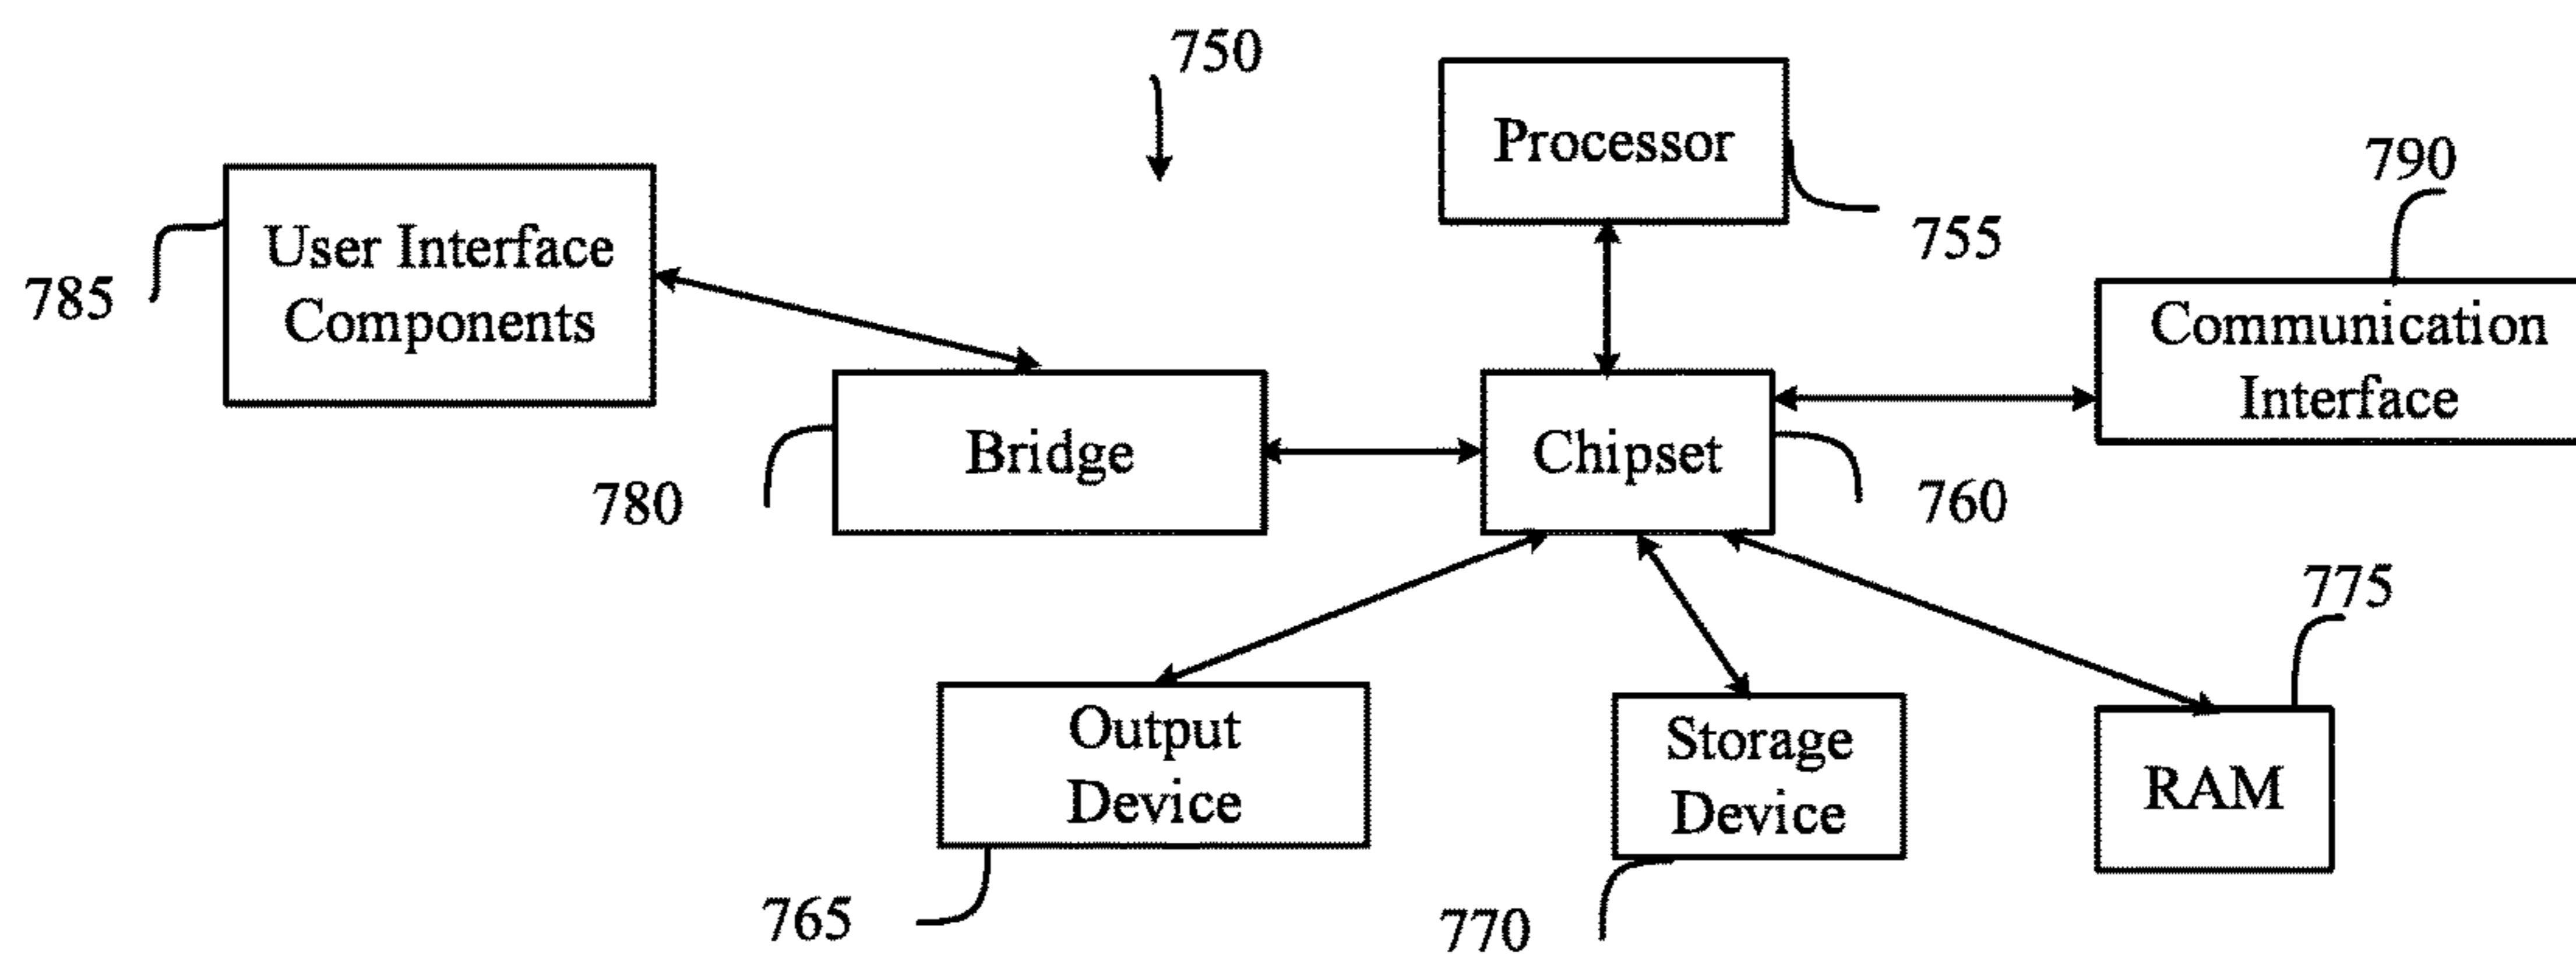 750
Processor
790
755
User Interface
Components
785
Communication
Interface
Bridge
Chipset
780
760
775
Output
Device
Storage
Device
RAM
765
770